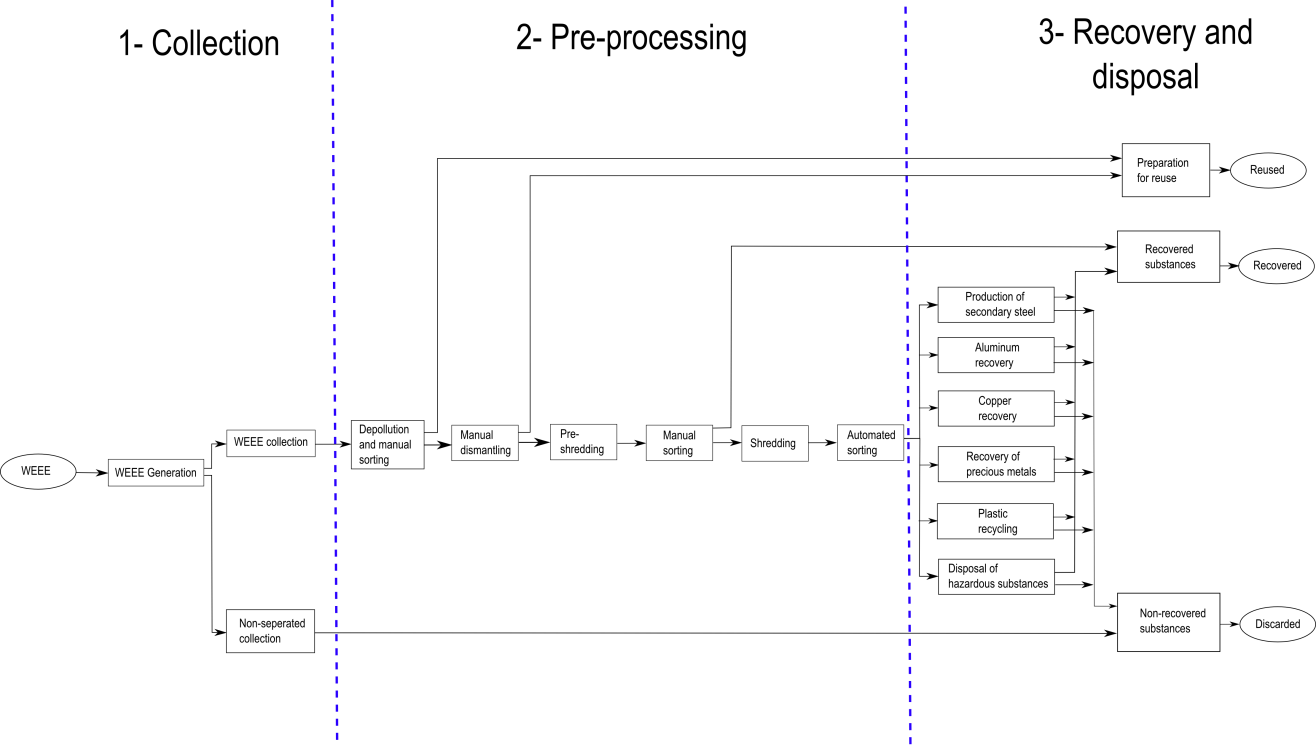 1- Collection
2- Pre-processing
3- Recovery and
disposal
Preparation
for reuse
Reused
Recovered
substances
Recovered
Production of
secondary steel
Aluminum
recovery
Copper
recovery
Depollution
and manual
sorting
Manual
dismantling
Pre-
shredding
Manual
sorting
Shredding
Automated
sorting
WEEE collection
WEEE
WEEE Generation
Recovery of
precious metals
Plastic
recycling
Disposal of
hazardous substances
Non-seperated
collection
Non-recovered
substances
Discarded